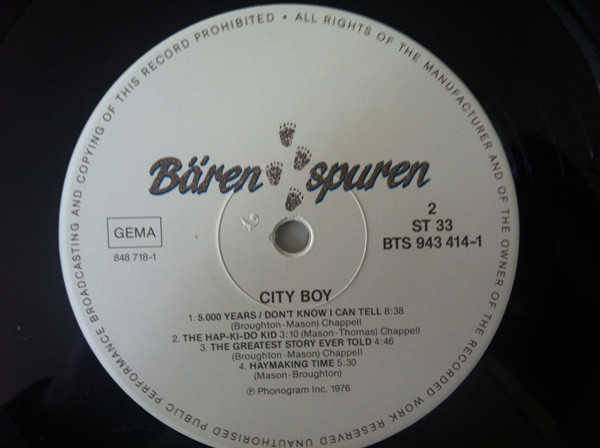 ALL RIGHTS OF THE MANUFACTURER AND OF THE OWNER OF THE RECORDED WORK RESERVED UNAUTHORISED PUBLIC PERFORMANCE BROADCASTING AND COPYING OF THIS RECORD PROHIBITED •
Bären spuren
GEMA
848 718-1
2
ST 33
BTS 943 414-1
CITY BOY
1. 5.000 YEARS / DON'T KNOW I CAN TELL 8:38
(Broughton-Mason) Chappell
2. THE HAP-KI-DO KID 3:10 (Mason-Thomas) Chappell
3. THE GREATEST STORY EVER TOLD 4:46
(Broughton-Mason) Chappell
4. HAYMAKING TIME 5:30
(Mason-Broughton)
℗ Phonogram Inc. 1976